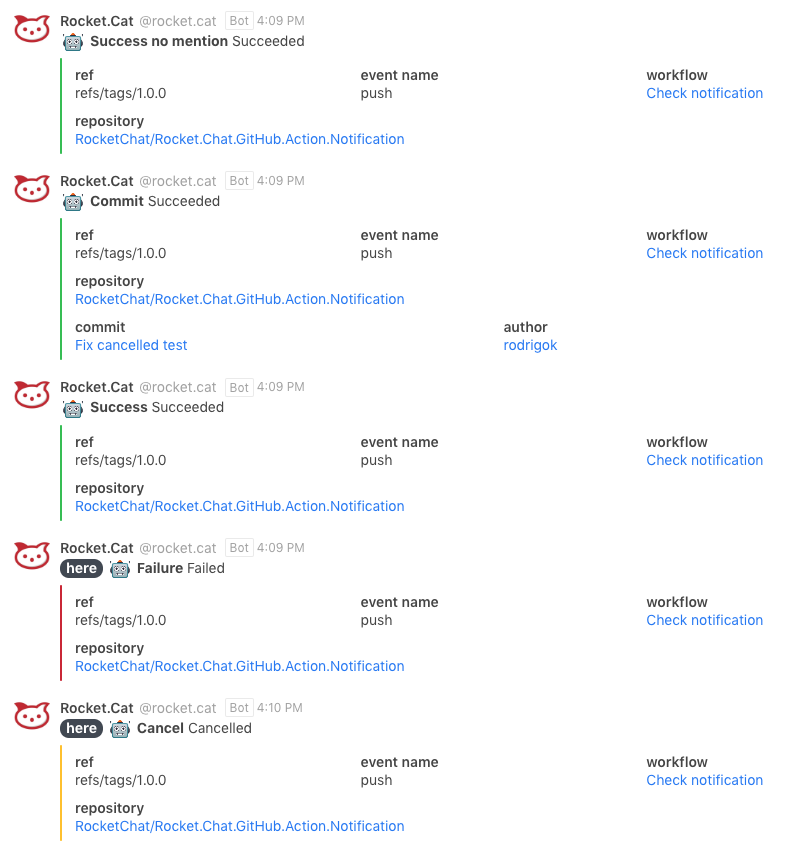 Rocket.Cat @rocket.cat Bot 4:09 PM
Success no mention Succeeded
ref event name workflow
refs/tags/1.0.0 push Check notification
repository
RocketChat/Rocket.Chat.GitHub.Action.Notification
Rocket.Cat @rocket.cat Bot 4:09 PM
Commit Succeeded
ref event name workflow
refs/tags/1.0.0 push Check notification
repository
RocketChat/Rocket.Chat.GitHub.Action.Notification
commit author
Fix cancelled test rodrigok
Rocket.Cat @rocket.cat Bot 4:09 PM
Success Succeeded
ref event name workflow
refs/tags/1.0.0 push Check notification
repository
RocketChat/Rocket.Chat.GitHub.Action.Notification
Rocket.Cat @rocket.cat Bot 4:09 PM
here Failure Failed
ref event name workflow
refs/tags/1.0.0 push Check notification
repository
RocketChat/Rocket.Chat.GitHub.Action.Notification
Rocket.Cat @rocket.cat Bot 4:10 PM
here Cancel Cancelled
ref event name workflow
refs/tags/1.0.0 push Check notification
repository
RocketChat/Rocket.Chat.GitHub.Action.Notification